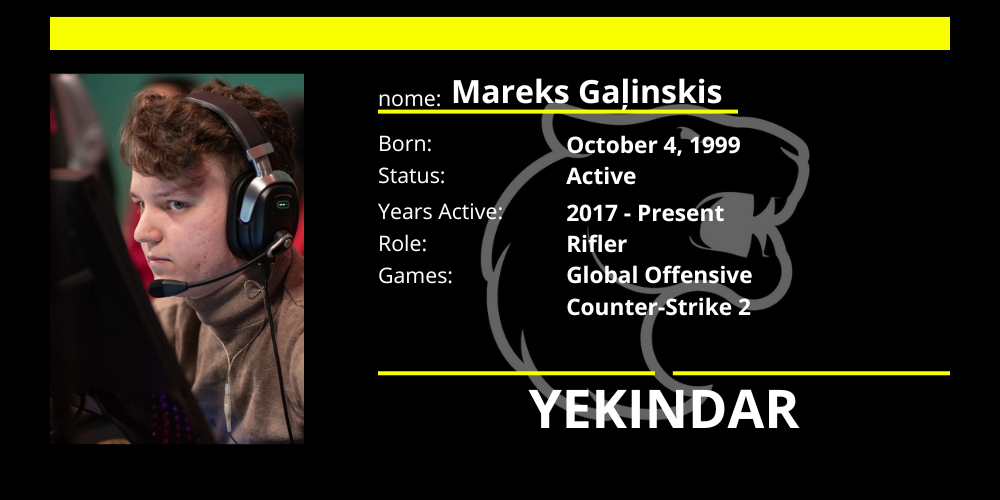 nome: Mareks Gaļinskis
Born: October 4, 1999
Status: Active
Years Active: 2017 - Present
Role: Rifler
Games: Global Offensive
Counter-Strike 2
YEKINDAR